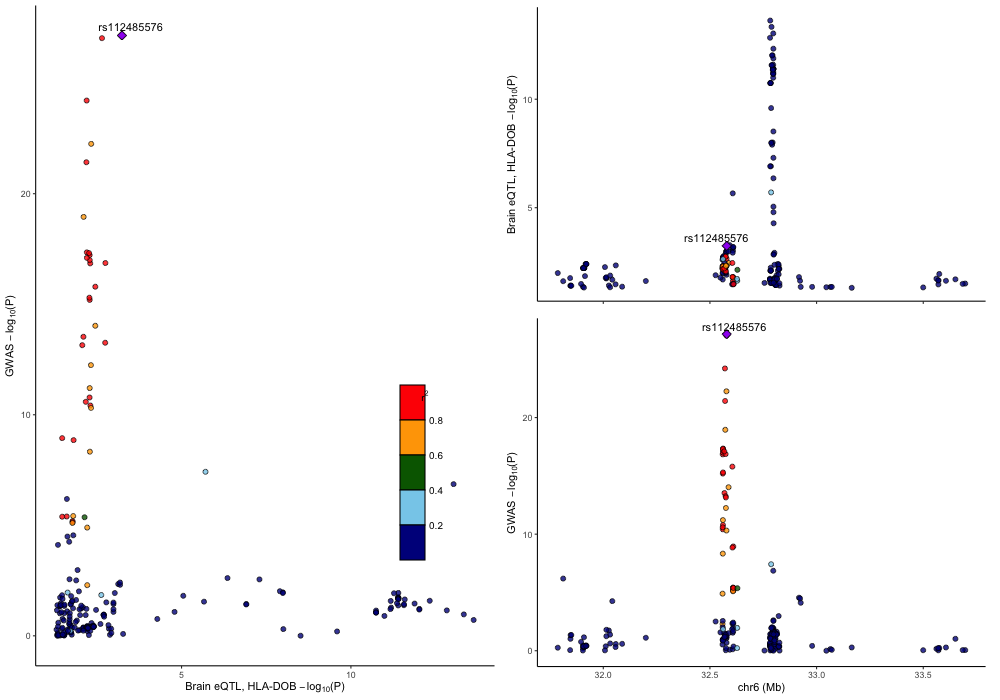 rs112485576
20
10
0
GWAS −log10(P)
5
10
Brain eQTL, HLA-DOB −log10(P)
r2
0.8
0.6
0.4
0.2
10
5
Brain eQTL, HLA-DOB −log10(P)
rs112485576
rs112485576
20
10
0
GWAS −log10(P)
32.0
32.5
33.0
33.5
chr6 (Mb)